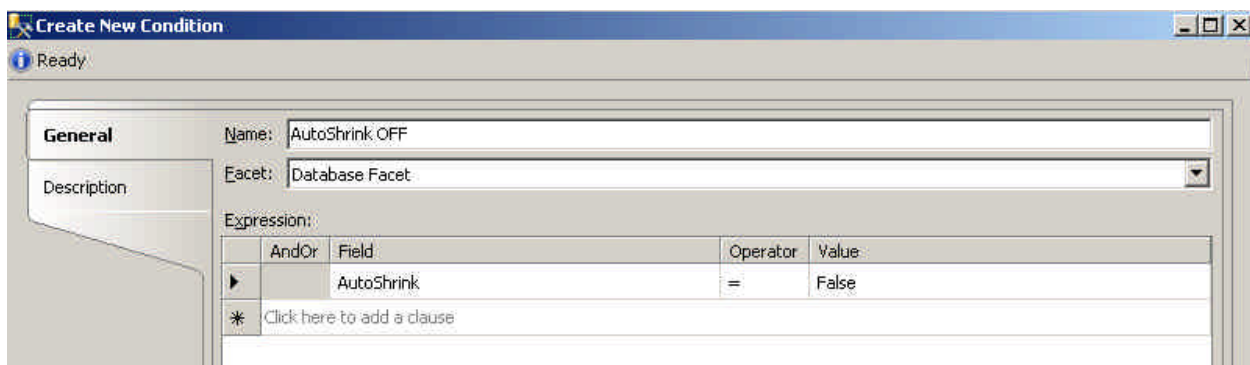 Create New Condition
Ready
General
Description
Name: AutoShrink OFF
Facet: Database Facet
Expression:
AndOr Field Operator Value
AutoShrink = False
Click here to add a clause